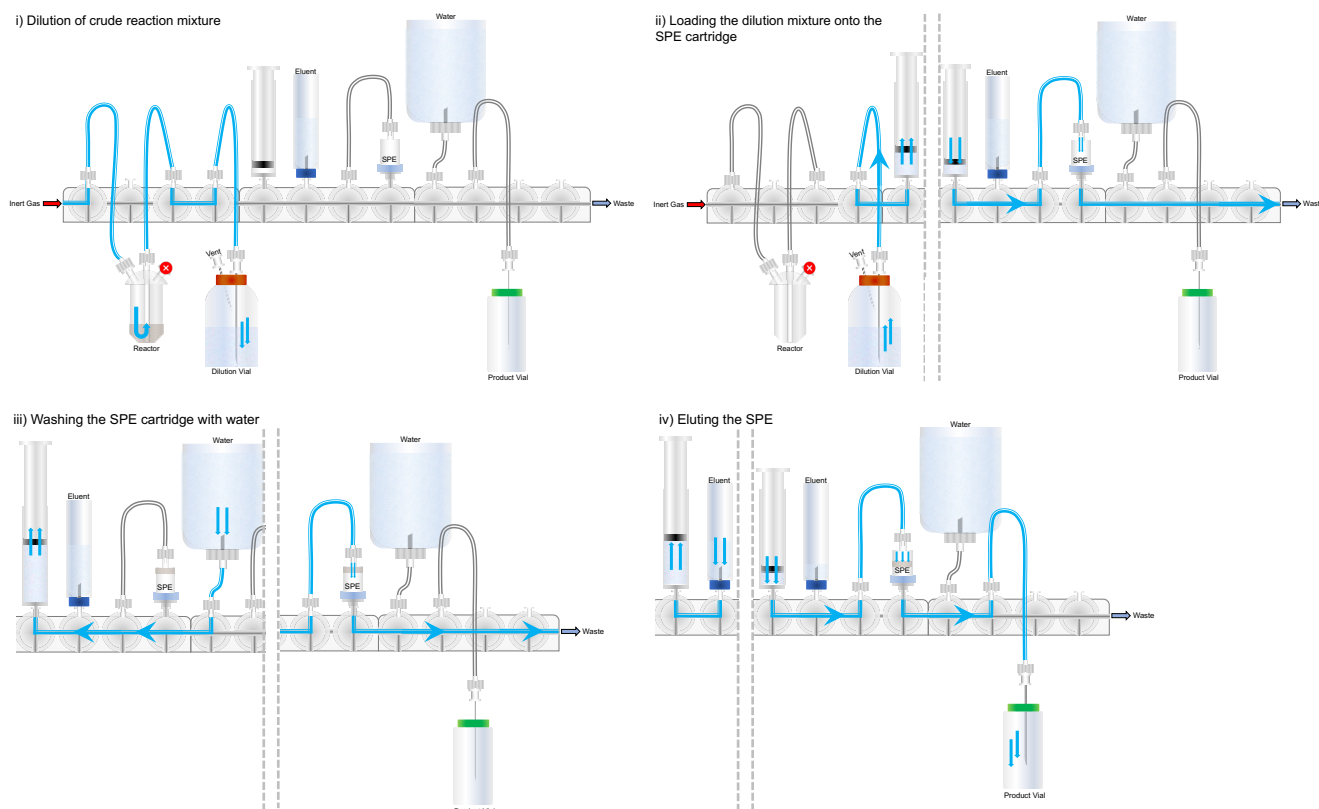 i) Dilution of crude reaction mixture
Water
Eluent
SPE
Inert Gas
Waste
Vent
Reactor
Dilution Vial
Product Vial
ii) Loading the dilution mixture onto the
SPE cartridge
Water
Eluent
SPE
Inert Gas
Wast
Vent
Reactor
Dilution Vial
Product Vial
iii) Washing the SPE cartridge with water
Water
Water
Eluent
SPE
SPE
Waste
iv) Eluting the SPE
Water
Eluent
Eluent
SPE
Waste
Product Vial